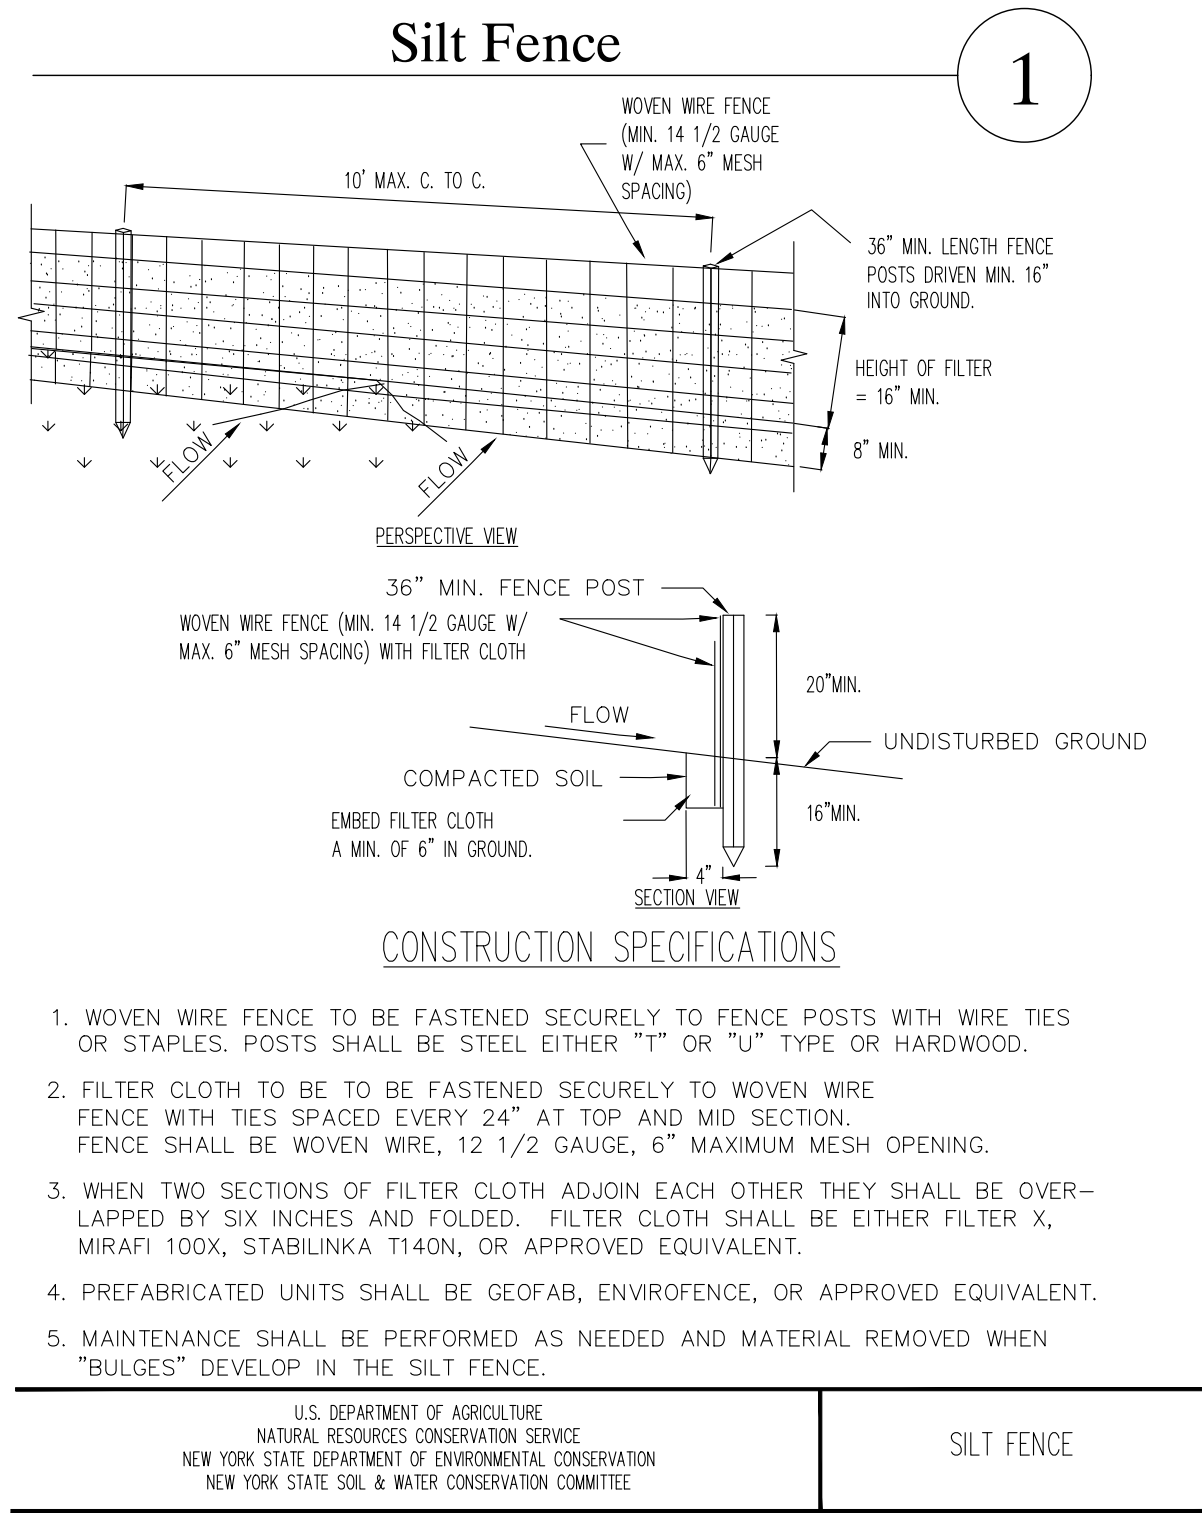 Silt Fence
1
WOVEN WIRE FENCE
(MIN. 14 1/2 GAUGE
W/ MAX. 6" MESH
SPACING)
10' MAX. C. TO C.
36" MIN. LENGTH FENCE
POSTS DRIVEN MIN. 16"
INTO GROUND.
HEIGHT OF FILTER
= 16" MIN.
8" MIN.
FLOW
FLOW
PERSPECTIVE VIEW
36" MIN. FENCE POST
WOVEN WIRE FENCE (MIN. 14 1/2 GAUGE W/
MAX. 6" MESH SPACING) WITH FILTER CLOTH
20"MIN.
FLOW
UNDISTURBED GROUND
COMPACTED SOIL
EMBED FILTER CLOTH
A MIN. OF 6" IN GROUND.
16"MIN.
4"
SECTION VIEW
CONSTRUCTION SPECIFICATIONS
1. WOVEN WIRE FENCE TO BE FASTENED SECURELY TO FENCE POSTS WITH WIRE TIES
OR STAPLES. POSTS SHALL BE STEEL EITHER "T" OR "U" TYPE OR HARDWOOD.
2. FILTER CLOTH TO BE TO BE FASTENED SECURELY TO WOVEN WIRE
FENCE WITH TIES SPACED EVERY 24" AT TOP AND MID SECTION.
FENCE SHALL BE WOVEN WIRE, 12 1/2 GAUGE, 6" MAXIMUM MESH OPENING.
3. WHEN TWO SECTIONS OF FILTER CLOTH ADJOIN EACH OTHER THEY SHALL BE OVER-
LAPPED BY SIX INCHES AND FOLDED. FILTER CLOTH SHALL BE EITHER FILTER X,
MIRAFI 100X, STABILINKA T140N, OR APPROVED EQUIVALENT.
4. PREFABRICATED UNITS SHALL BE GEOFAB, ENVIROFENCE, OR APPROVED EQUIVALENT.
5. MAINTENANCE SHALL BE PERFORMED AS NEEDED AND MATERIAL REMOVED WHEN
"BULGES" DEVELOP IN THE SILT FENCE.
U.S. DEPARTMENT OF AGRICULTURE
NATURAL RESOURCES CONSERVATION SERVICE
NEW YORK STATE DEPARTMENT OF ENVIRONMENTAL CONSERVATION
NEW YORK STATE SOIL & WATER CONSERVATION COMMITTEE
SILT FENCE